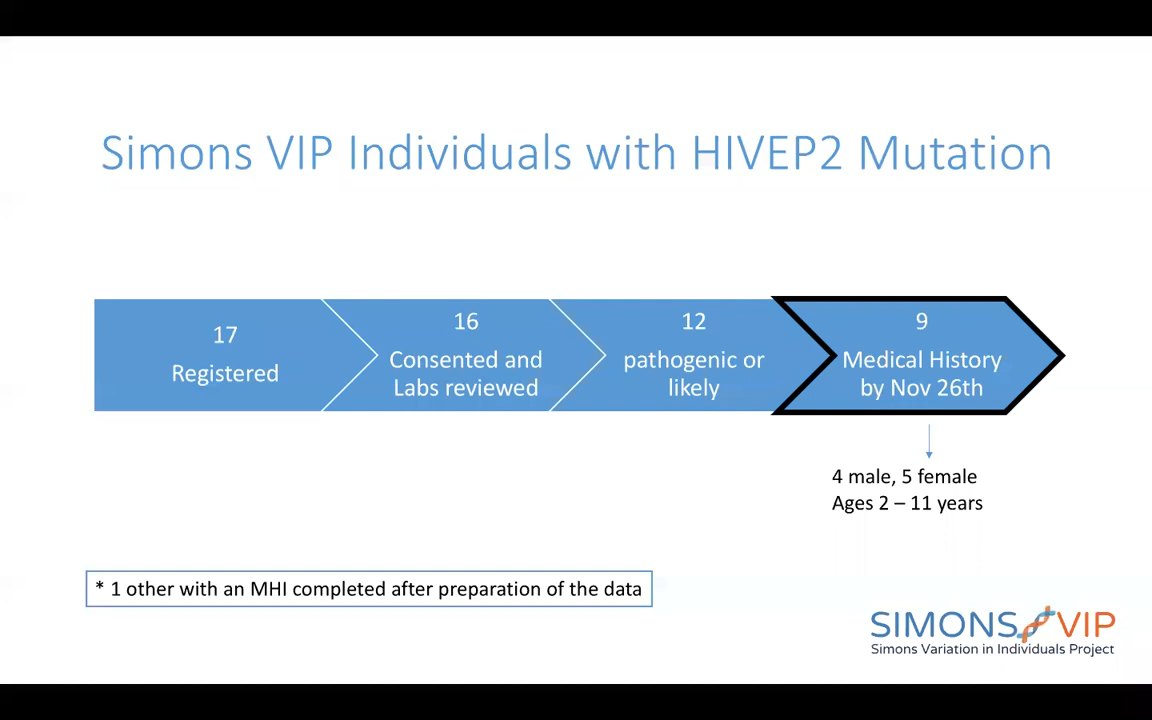 Simons VIP Individuals with HIVEP2 Mutation
17
Registered
16
Consented and
Labs reviewed
12
pathogenic or
likely
9
Medical History
by Nov 26th
4 male, 5 female
Ages 2 – 11 years
* 1 other with an MHI completed after preparation of the data
SIMONS VIP
Simons Variation in Individuals Project